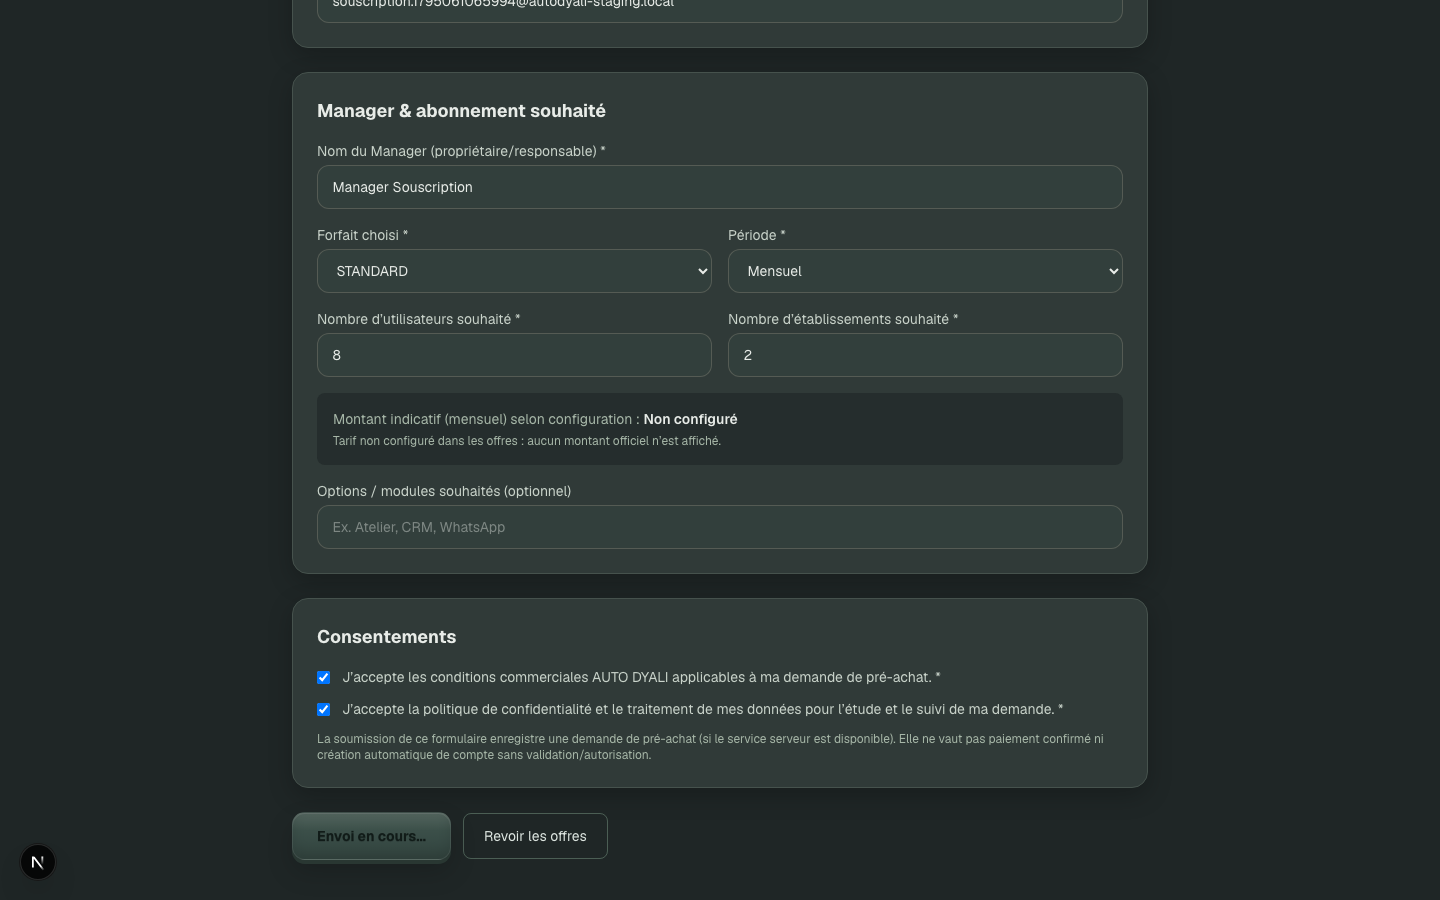 souscription.1795061065994@autodyali-staging.local
Manager & abonnement souhaité
Nom du Manager (propriétaire/responsable) *
Manager Souscription
Forfait choisi *
Période *
STANDARD
Mensuel
Nombre d’utilisateurs souhaité *
Nombre d’établissements souhaité *
8
2
Montant indicatif (mensuel) selon configuration : Non configuré
Tarif non configuré dans les offres : aucun montant officiel n’est affiché.
Options / modules souhaités (optionnel)
Ex. Atelier, CRM, WhatsApp
Consentements
J’accepte les conditions commerciales AUTO DYALI applicables à ma demande de pré-achat. *
J’accepte la politique de confidentialité et le traitement de mes données pour l’étude et le suivi de ma demande. *
La soumission de ce formulaire enregistre une demande de pré-achat (si le service serveur est disponible). Elle ne vaut pas paiement confirmé ni
création automatique de compte sans validation/autorisation.
Envoi en cours…
Revoir les offres
N